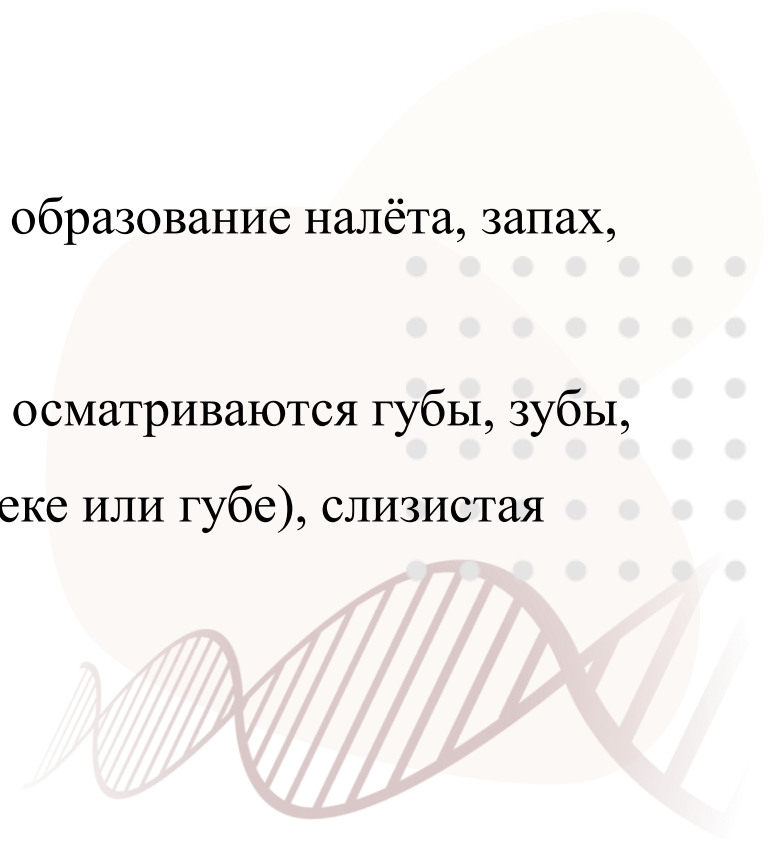 образование налёта, запах,
осматриваются губы, зубы,
еке или губе), слизистая